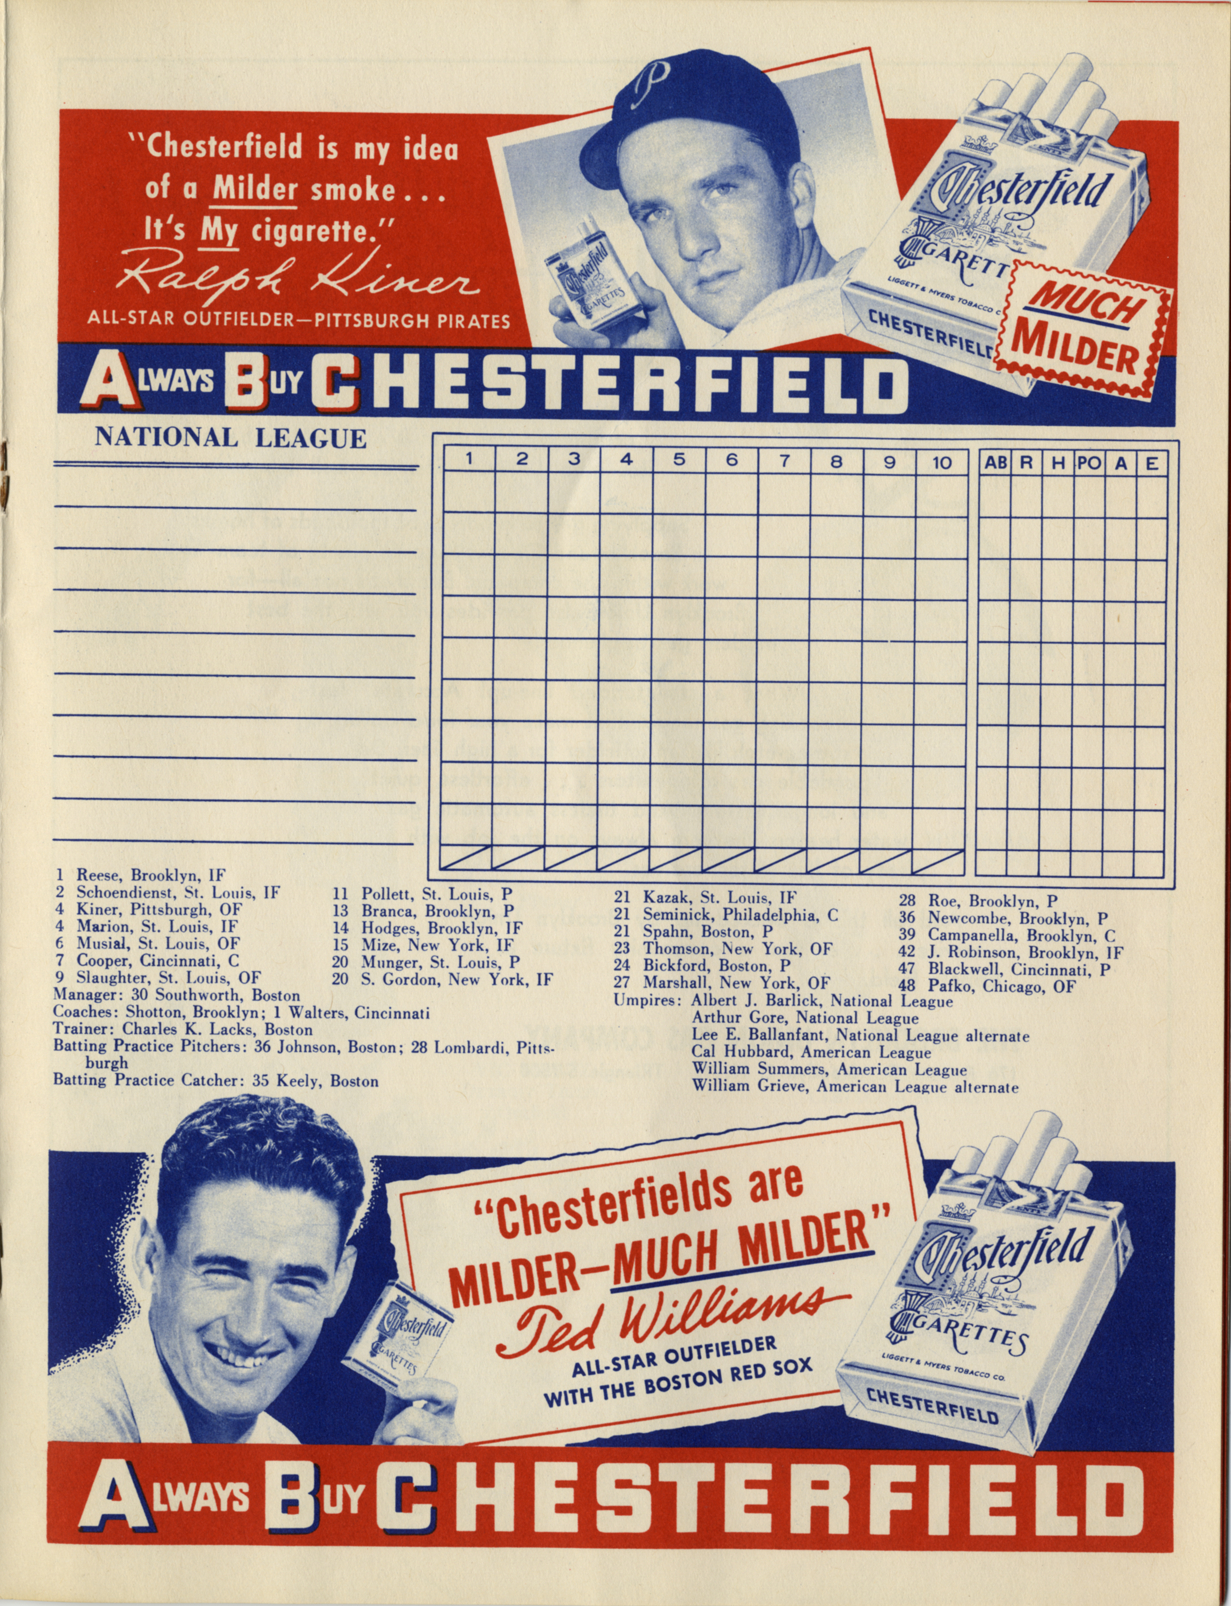 "Chesterfield is my idea
of a Milder smoke...
It's My cigarette."
Ralph Kiner
ALL-STAR OUTFIELDER—PITTSBURGH PIRATES
P
Chesterfield
CIGARETTES
Chesterfield
CIGARETT
LIGGETT & MYERS TOBACCO C
CHESTERFIELD
MUCH
MILDER
ALWAYS BUY CHESTERFIELD
NATIONAL LEAGUE
1 2 3 4 5 6 7 8 9 10 AB R H PO A E
1 Reese, Brooklyn, IF
2 Schoendienst, St. Louis, IF
4 Kiner, Pittsburgh, OF
4 Marion, St. Louis, IF
6 Musial, St. Louis, OF
7 Cooper, Cincinnati, C
9 Slaughter, St. Louis, OF
11 Pollett, St. Louis, P
13 Branca, Brooklyn, P
14 Hodges, Brooklyn, IF
15 Mize, New York, IF
20 Munger, St. Louis, P
20 S. Gordon, New York, IF
Manager: 30 Southworth, Boston
Coaches: Shotton, Brooklyn; 1 Walters, Cincinnati
Trainer: Charles K. Lacks, Boston
Batting Practice Pitchers: 36 Johnson, Boston; 28 Lombardi, Pitts-
burgh
Batting Practice Catcher: 35 Keely, Boston
21 Kazak, St. Louis, IF
21 Seminick, Philadelphia, C
21 Spahn, Boston, P
23 Thomson, New York, OF
24 Bickford, Boston, P
27 Marshall, New York, OF
28 Roe, Brooklyn, P
36 Newcombe, Brooklyn, P
39 Campanella, Brooklyn, C
42 J. Robinson, Brooklyn, IF
47 Blackwell, Cincinnati, P
48 Pafko, Chicago, OF
Umpires: Albert J. Barlick, National League
Arthur Gore, National League
Lee E. Ballanfant, National League alternate
Cal Hubbard, American League
William Summers, American League
William Grieve, American League alternate
"Chesterfields are
MILDER—MUCH MILDER"
Ted Williams
ALL-STAR OUTFIELDER
WITH THE BOSTON RED SOX
Chesterfield
CIGARETTES
Chesterfield
CIGARETTES
LIGGETT & MYERS TOBACCO CO.
CHESTERFIELD
ALWAYS BUY CHESTERFIELD